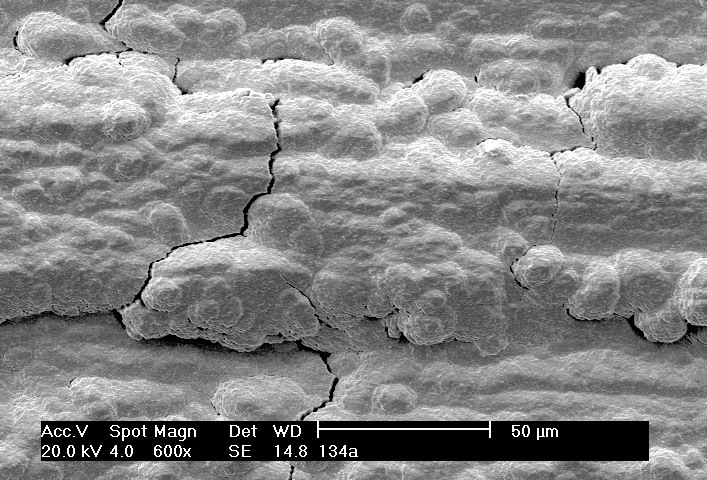 Acc.V Spot Magn Det WD 50 µm
20.0 kV 4.0 600x SE 14.8 134a